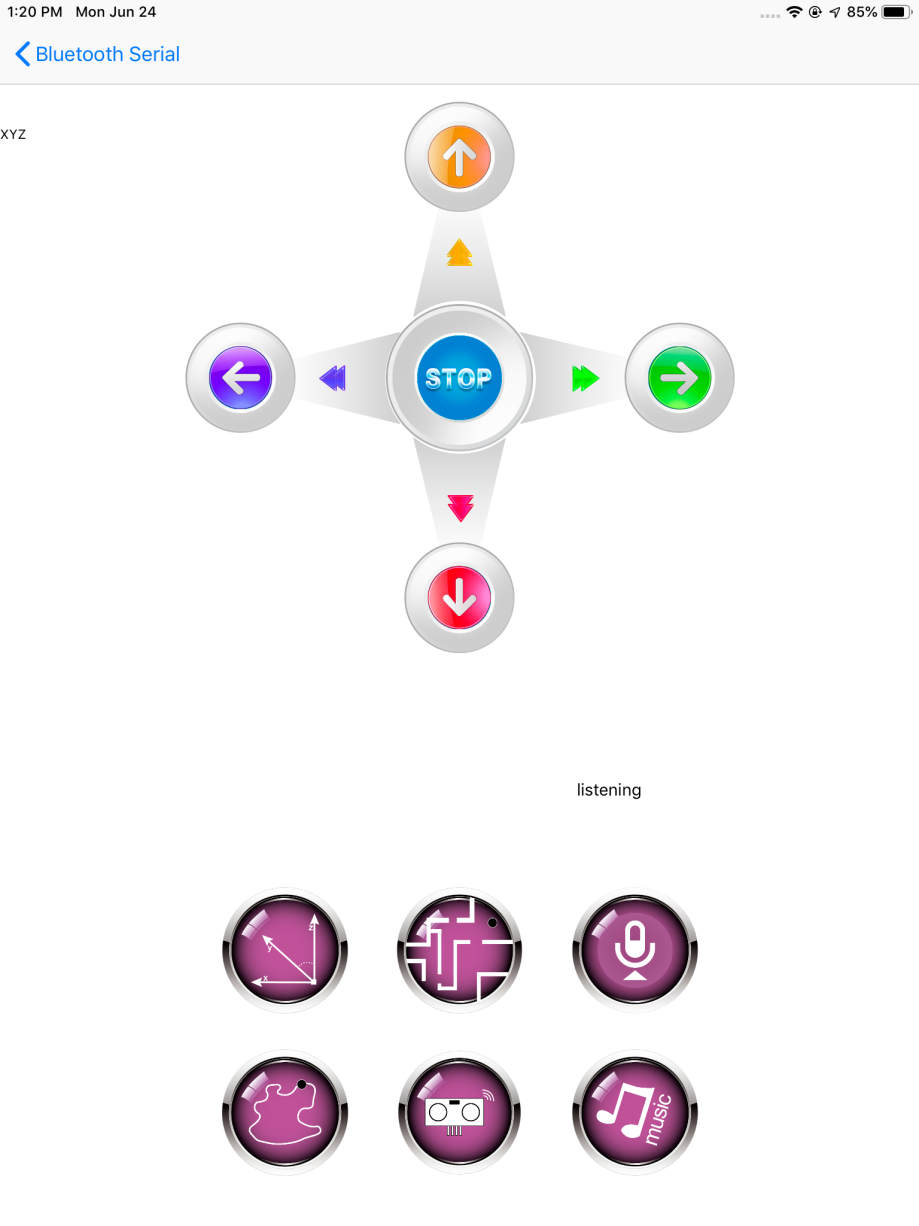 1:20 PM Mon Jun 24
85%
Bluetooth Serial
XYZ
STOP
listening
z
y
x
music